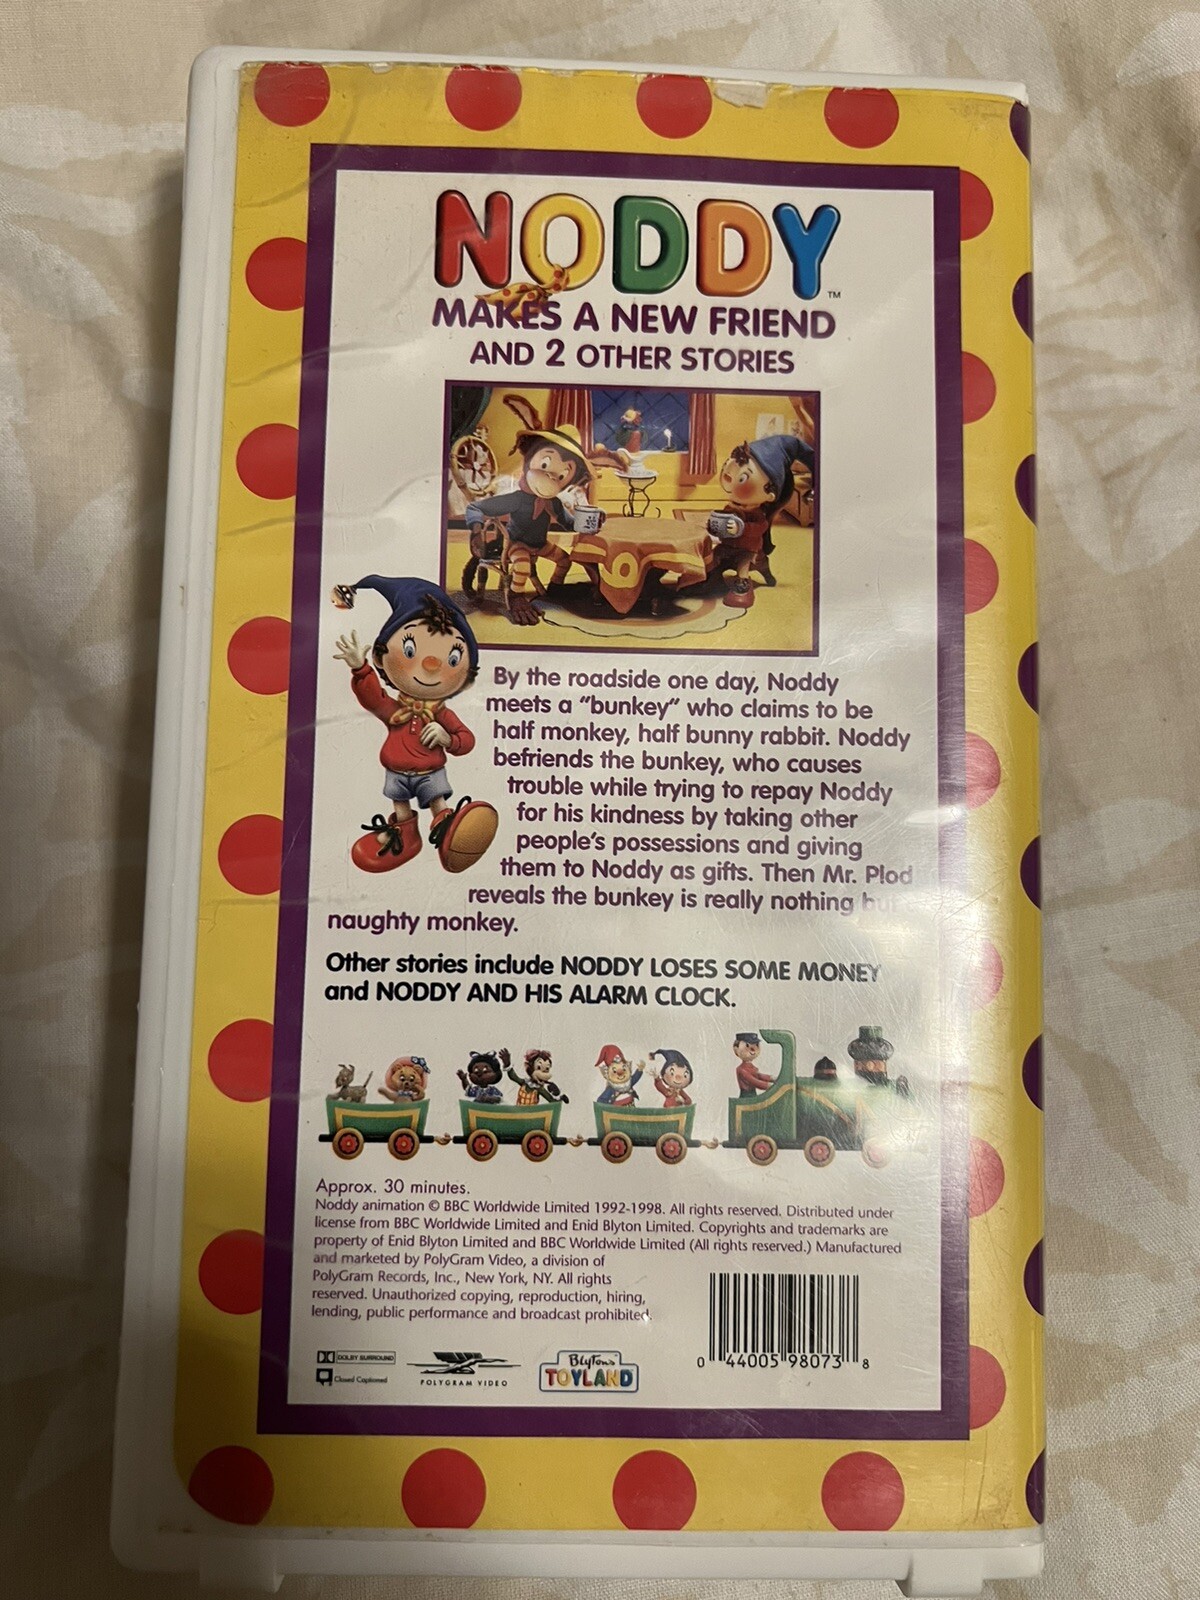 NODDY™
MAKES A NEW FRIEND
AND 2 OTHER STORIES
By the roadside one day, Noddy
meets a "bunkey" who claims to be
half monkey, half bunny rabbit. Noddy
befriends the bunkey, who causes
trouble while trying to repay Noddy
for his kindness by taking other
people's possessions and giving
them to Noddy as gifts. Then Mr. Plod
reveals the bunkey is really nothing
naughty monkey.
Other stories include NODDY LOSES SOME MONEY
and NODDY AND HIS ALARM CLOCK.
Approx. 30 minutes.
Noddy animation © BBC Worldwide Limited 1992-1998. All rights reserved. Distributed under
license from BBC Worldwide Limited and Enid Blyton Limited. Copyrights and trademarks are
property of Enid Blyton Limited and BBC Worldwide Limited (All rights reserved.) Manufactured
and marketed by PolyGram Video, a division of
PolyGram Records, Inc., New York, NY. All rights
reserved. Unauthorized copying, reproduction, hiring,
lending, public performance and broadcast prohibited.
DOLBY SURROUND
Closed Captioned
POLYGRAM VIDEO
Blyton's
TOYLAND
0 44005 98073 8